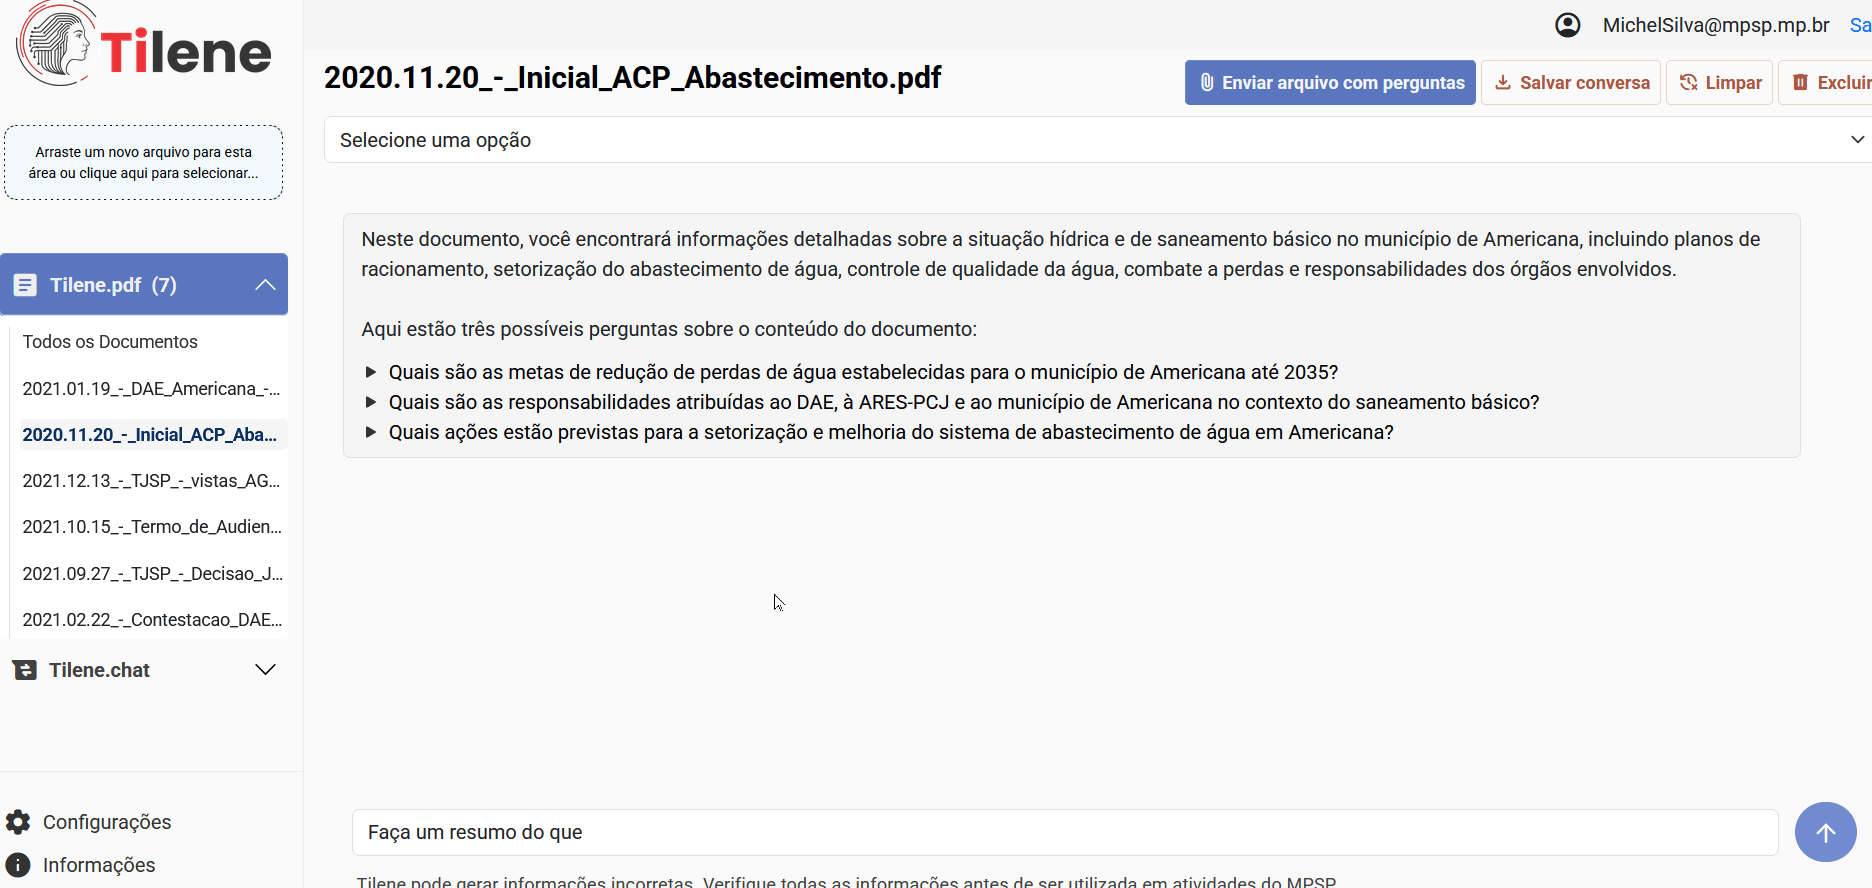 Tilene
MichelSilva@mpsp.mp.br Sa
2020.11.20_-_Inicial_ACP_Abastecimento.pdf
Enviar arquivo com perguntas
Salvar conversa
Limpar
Excluir
Selecione uma opção
Arraste um novo arquivo para esta
área ou clique aqui para selecionar...
Tilene.pdf (7)
Todos os Documentos
2021.01.19_-_DAE_Americana_-...
2020.11.20_-_Inicial_ACP_Aba...
2021.12.13_-_TJSP_-_vistas_AG...
2021.10.15_-_Termo_de_Audien...
2021.09.27_-_TJSP_-_Decisao_J...
2021.02.22_-_Contestacao_DAE...
Tilene.chat
Configurações
Informações
Neste documento, você encontrará informações detalhadas sobre a situação hídrica e de saneamento básico no município de Americana, incluindo planos de
racionamento, setorização do abastecimento de água, controle de qualidade da água, combate a perdas e responsabilidades dos órgãos envolvidos.
Aqui estão três possíveis perguntas sobre o conteúdo do documento:
Quais são as metas de redução de perdas de água estabelecidas para o município de Americana até 2035?
Quais são as responsabilidades atribuídas ao DAE, à ARES-PCJ e ao município de Americana no contexto do saneamento básico?
Quais ações estão previstas para a setorização e melhoria do sistema de abastecimento de água em Americana?
Faça um resumo do que
Tilene pode gerar informações incorretas. Verifique todas as informações antes de ser utilizada em atividades do MPSP